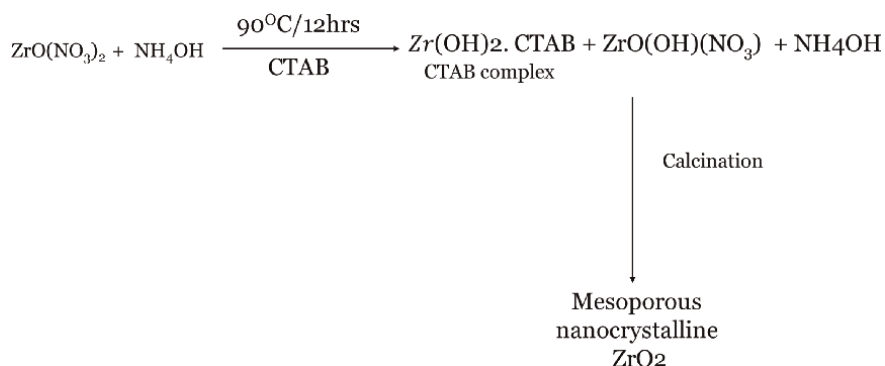 90⁰C/12hrs
ZrO(NO₃)₂ + NH₄OH
Zr(OH)2. CTAB + ZrO(OH)(NO₃) + NH4OH
CTAB
CTAB complex
Calcination
Mesoporous
nanocrystalline
ZrO2